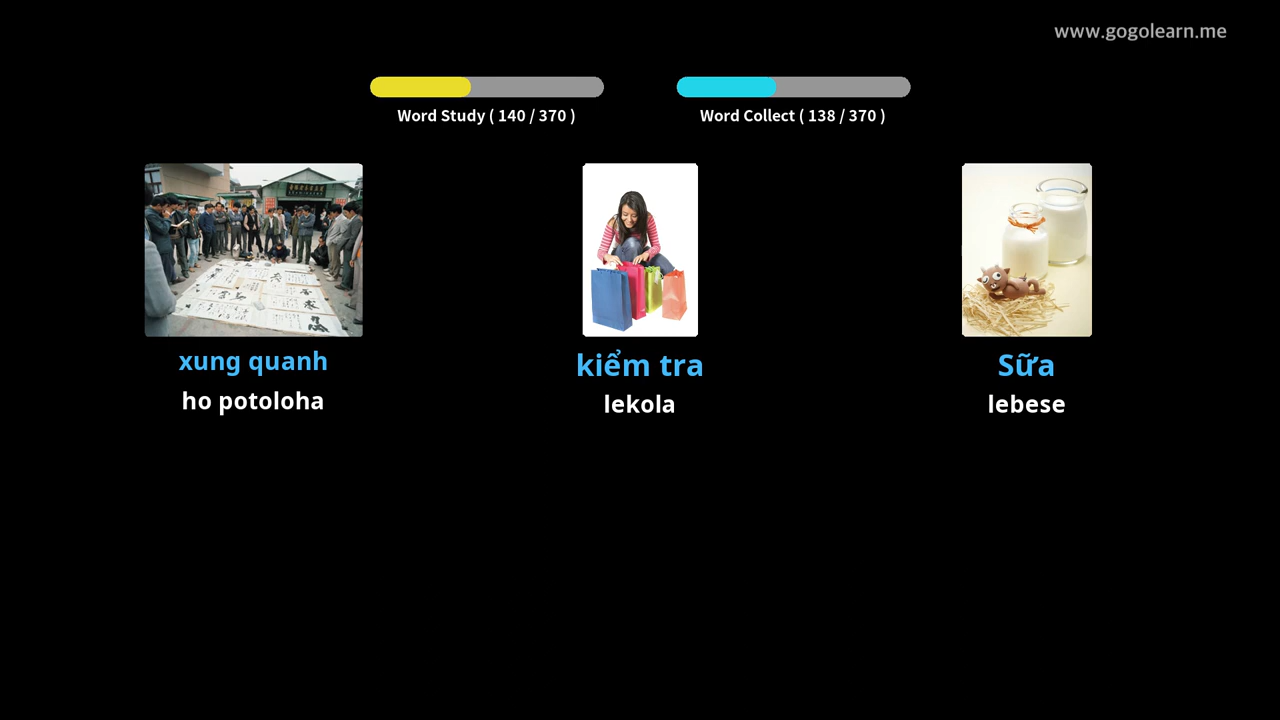 www.gogolearn.me
Word Study ( 140 / 370 )
Word Collect ( 138 / 370 )
xung quanh
ho potoloha
kiểm tra
lekola
Sữa
lebese